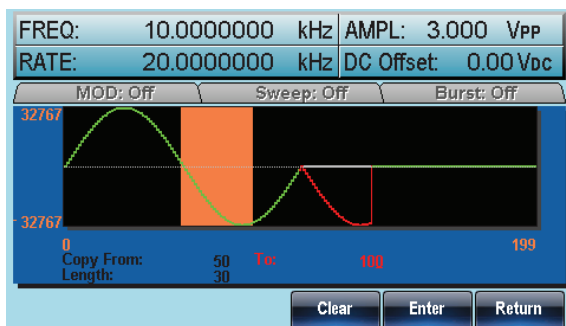 FREQ: 10.0000000 kHz AMPL: 3.000 VPP
RATE: 20.0000000 kHz DC Offset: 0.00 VDC
MOD: Off Sweep: Off Burst: Off
32767
-32767
0 199
Copy From: 50 To: 100
Length: 30
Clear Enter Return